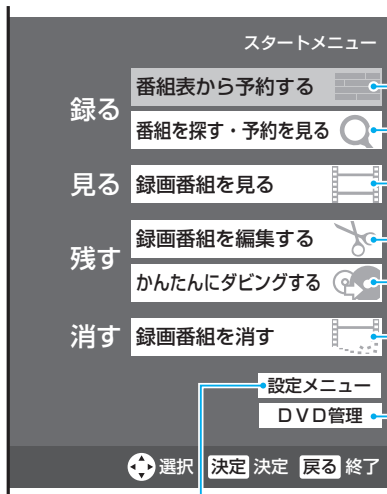 スタートメニュー
録る
番組表から予約する
番組を探す・予約を見る
見る
録画番組を見る
残す
録画番組を編集する
かんたんにダビングする
消す
録画番組を消す
設定メニュー
DVD管理
選択 決定 決定 戻る 終了